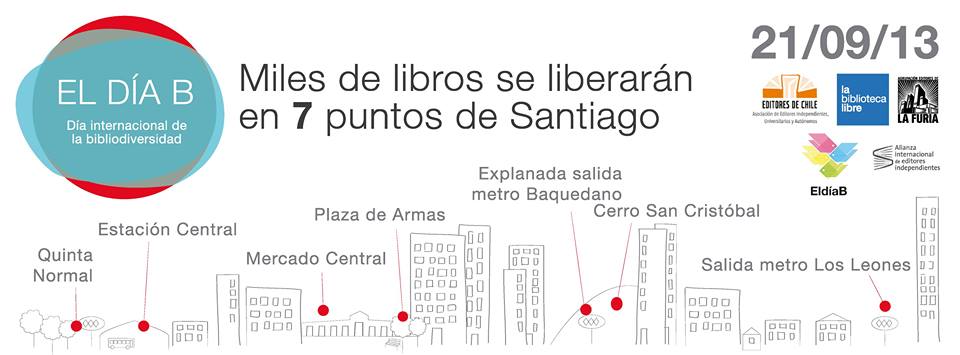 EL DÍA B
Día internacional de
la bibliodiversidad
Miles de libros se liberarán
en 7 puntos de Santiago
21/09/13
EDITORES DE CHILE
Asociación de Editores Independientes,
Universitarios y Autónomos
la
biblioteca
libre
LA FURIA
EldíaB
Alianza
internacional
de editores
independientes
Quinta
Normal
Estación Central
Mercado Central
Plaza de Armas
Explanada salida
metro Baquedano
Cerro San Cristóbal
Salida metro Los Leones